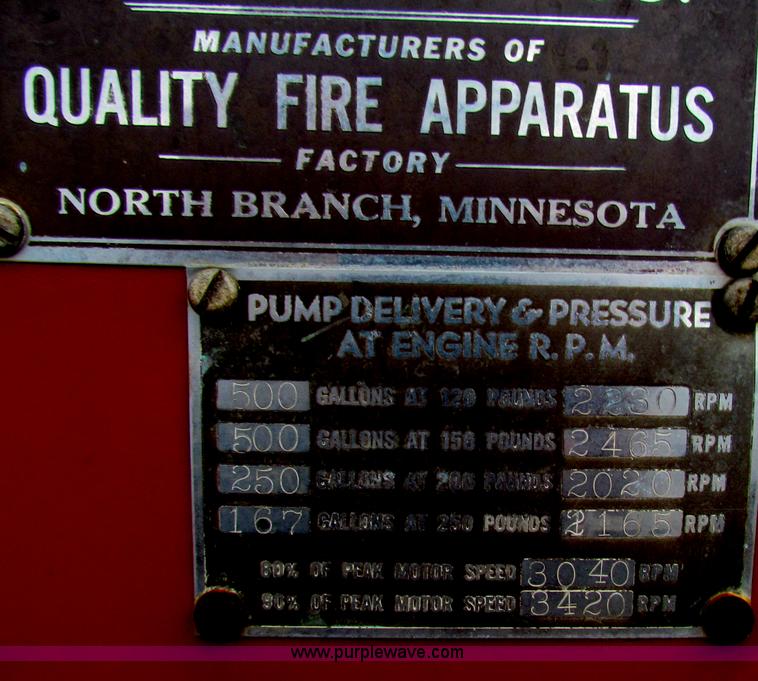 MANUFACTURERS OF
QUALITY FIRE APPARATUS
FACTORY
NORTH BRANCH, MINNESOTA
PUMP DELIVERY & PRESSURE
AT ENGINE R.P.M.
500 GALLONS AT 120 POUNDS 2230 RPM
500 GALLONS AT 150 POUNDS 2465 RPM
250 GALLONS AT 200 POUNDS 2020 RPM
167 GALLONS AT 250 POUNDS 2165 RPM
80% OF PEAK MOTOR SPEED 3040 RPM
90% OF PEAK MOTOR SPEED 3420 RPM
www.purplewave.com